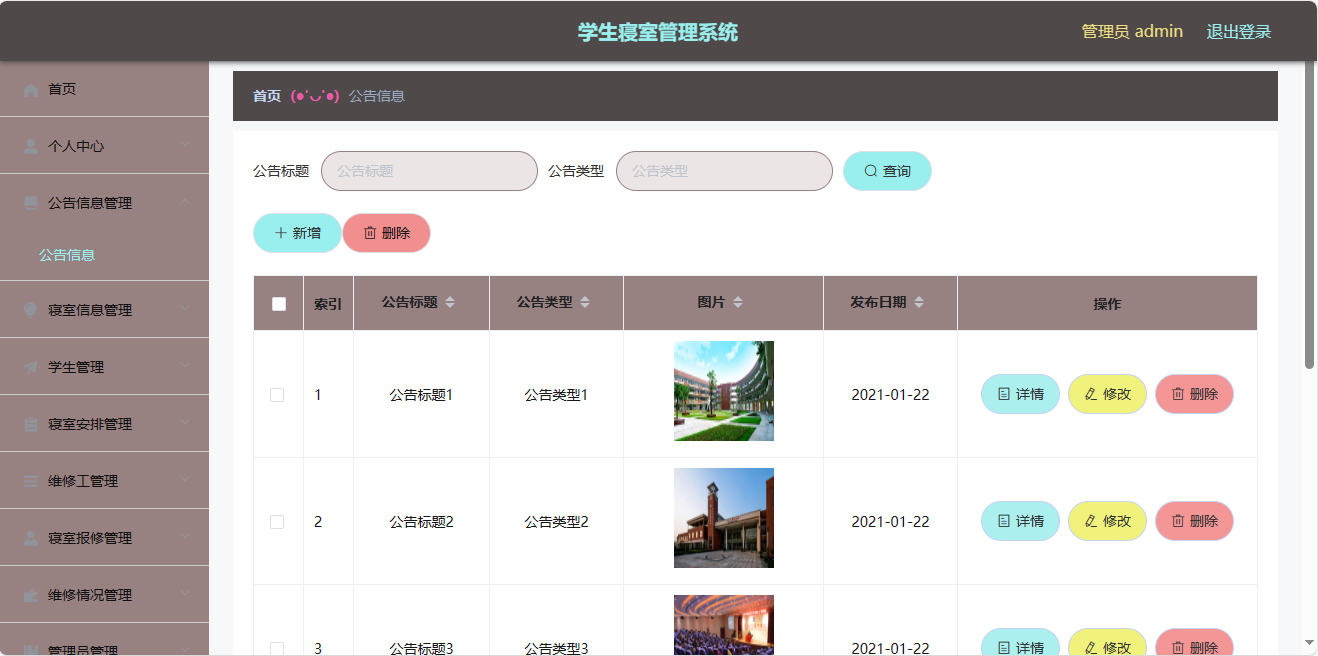 学生寝室管理系统
管理员 admin 退出登录
首页
个人中心
公告信息管理
公告信息
寝室信息管理
学生管理
寝室安排管理
维修工管理
寝室报修管理
维修情况管理
管理员管理
首页 (●'◡'●) 公告信息
公告标题 公告标题 公告类型 公告类型 查询
新增 删除
索引 公告标题 公告类型 图片 发布日期 操作
1 公告标题1 公告类型1 2021-01-22 详情 修改 删除
2 公告标题2 公告类型2 2021-01-22 详情 修改 删除
3 公告标题3 公告类型3 2021-01-22 详情 修改 删除